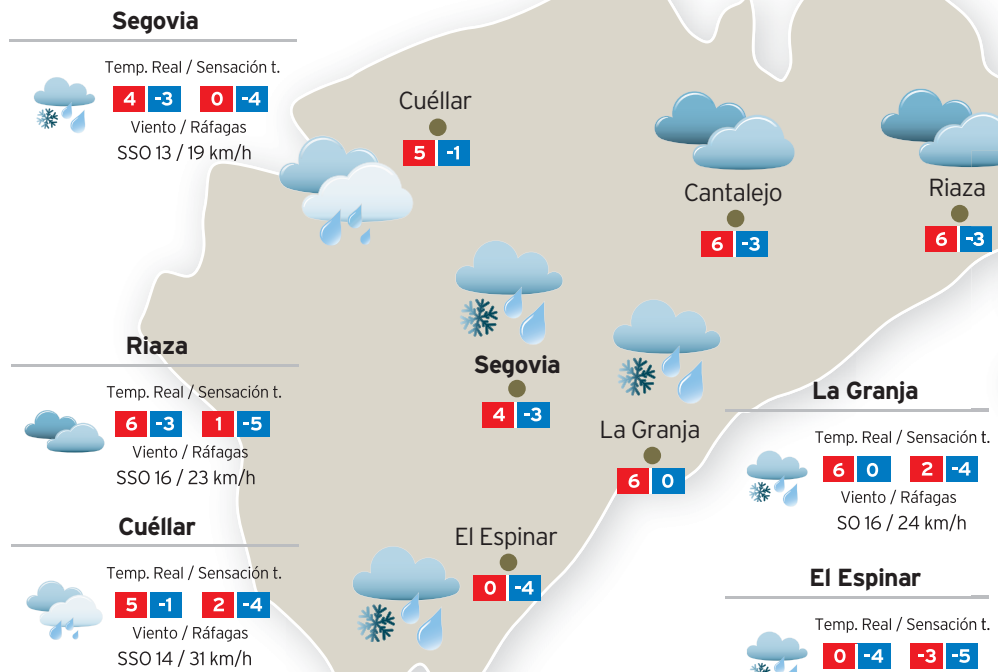 Segovia
Temp. Real / Sensación t.
4 -3 0 -4
Viento / Ráfagas
SSO 13 / 19 km/h
Cuéllar
5 -1
Cantalejo
6 -3
Riaza
6 -3
Segovia
4 -3
La Granja
6 0
El Espinar
0 -4
Riaza
Temp. Real / Sensación t.
6 -3 1 -5
Viento / Ráfagas
SSO 16 / 23 km/h
Cuéllar
Temp. Real / Sensación t.
5 -1 2 -4
Viento / Ráfagas
SSO 14 / 31 km/h
La Granja
Temp. Real / Sensación t.
6 0 2 -4
Viento / Ráfagas
SO 16 / 24 km/h
El Espinar
Temp. Real / Sensación t.
0 -4 -3 -5